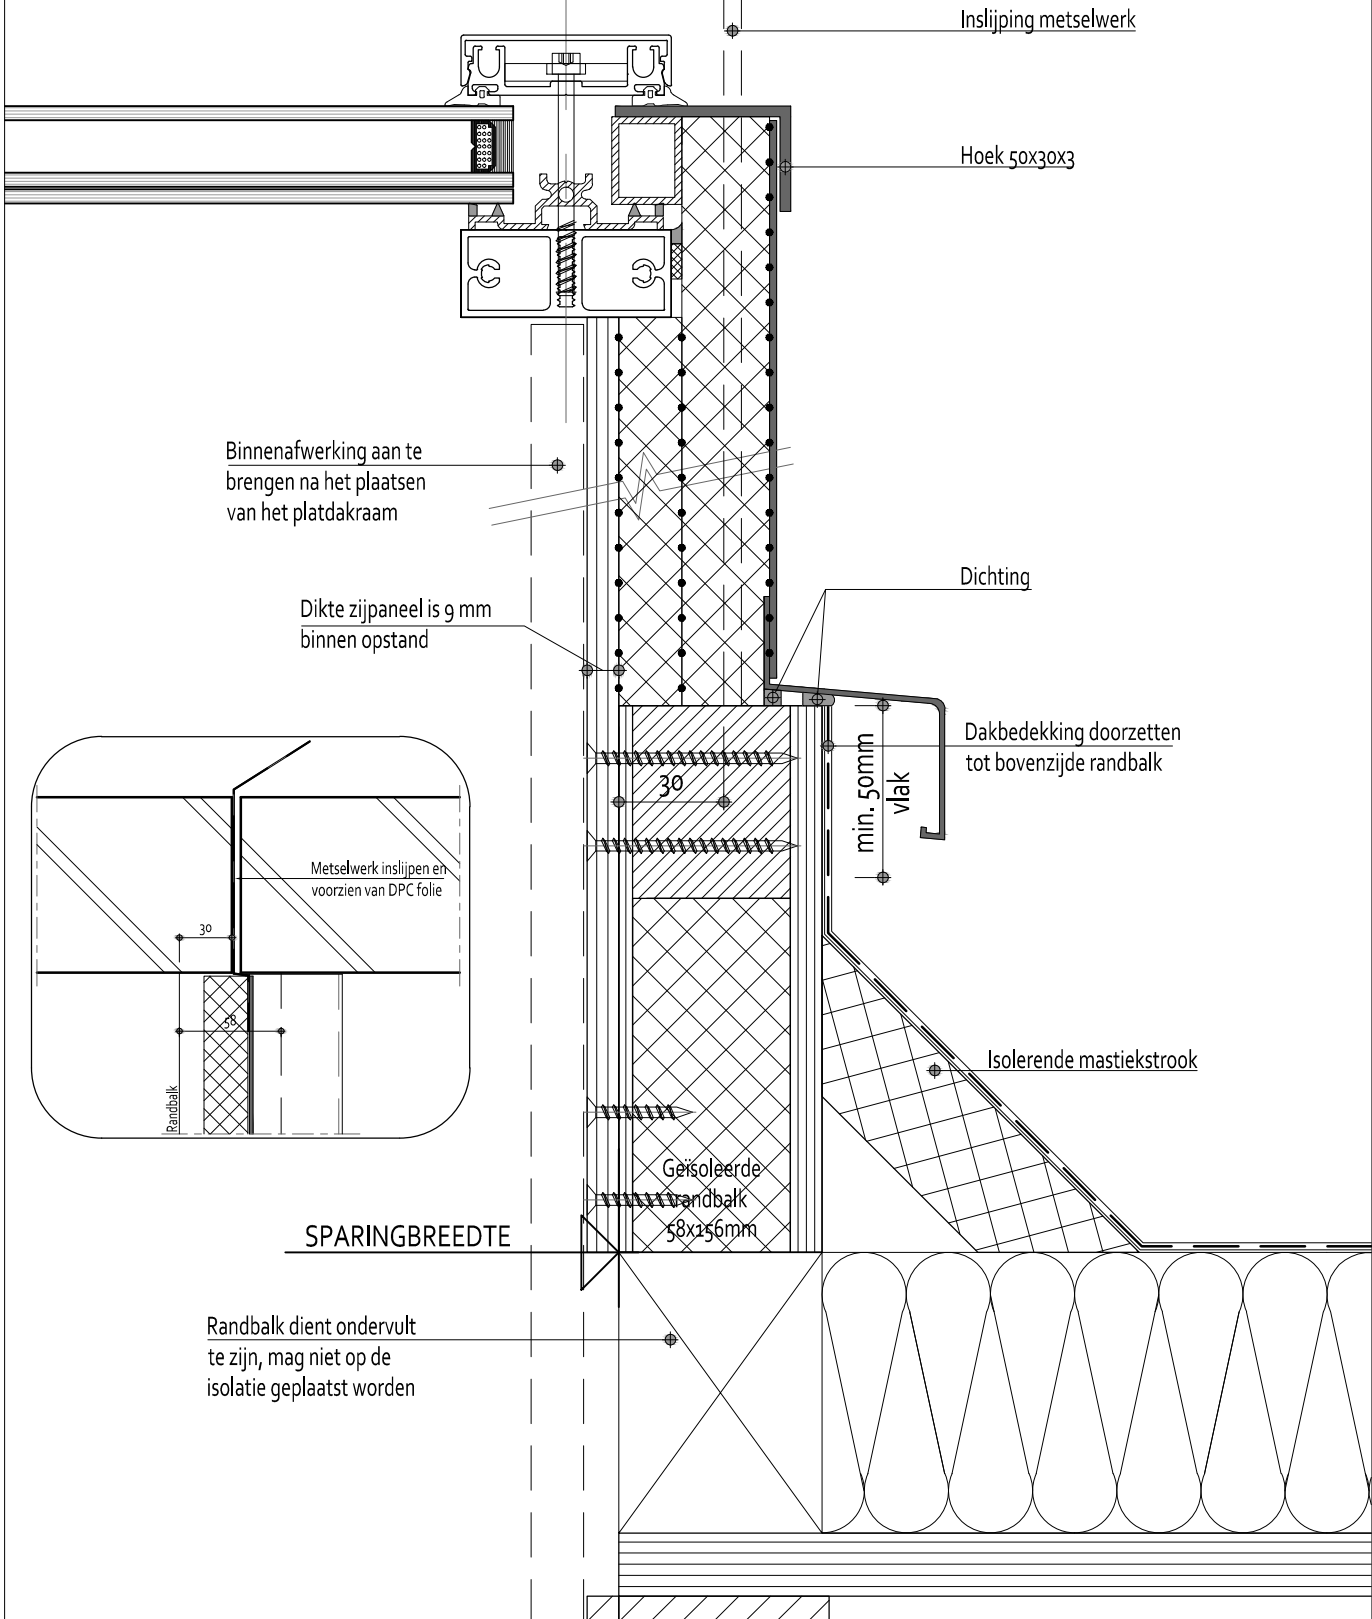 Inslijping metselwerk
Hoek 50x30x3
Binnenafwerking aan te
brengen na het plaatsen
van het platdakraam
Dichting
Dikte zijpaneel is 9 mm
binnen opstand
Dakbedekking doorzetten
tot bovenzijde randbalk
min. 50mm
vlak
30
Metselwerk inslijpen en
voorzien van DPC folie
30
58
Randbalk
Isolerende mastiekstrook
Geïsoleerde
randbalk
58x156mm
SPARINGBREEDTE
Randbalk dient ondervult
te zijn, mag niet op de
isolatie geplaatst worden